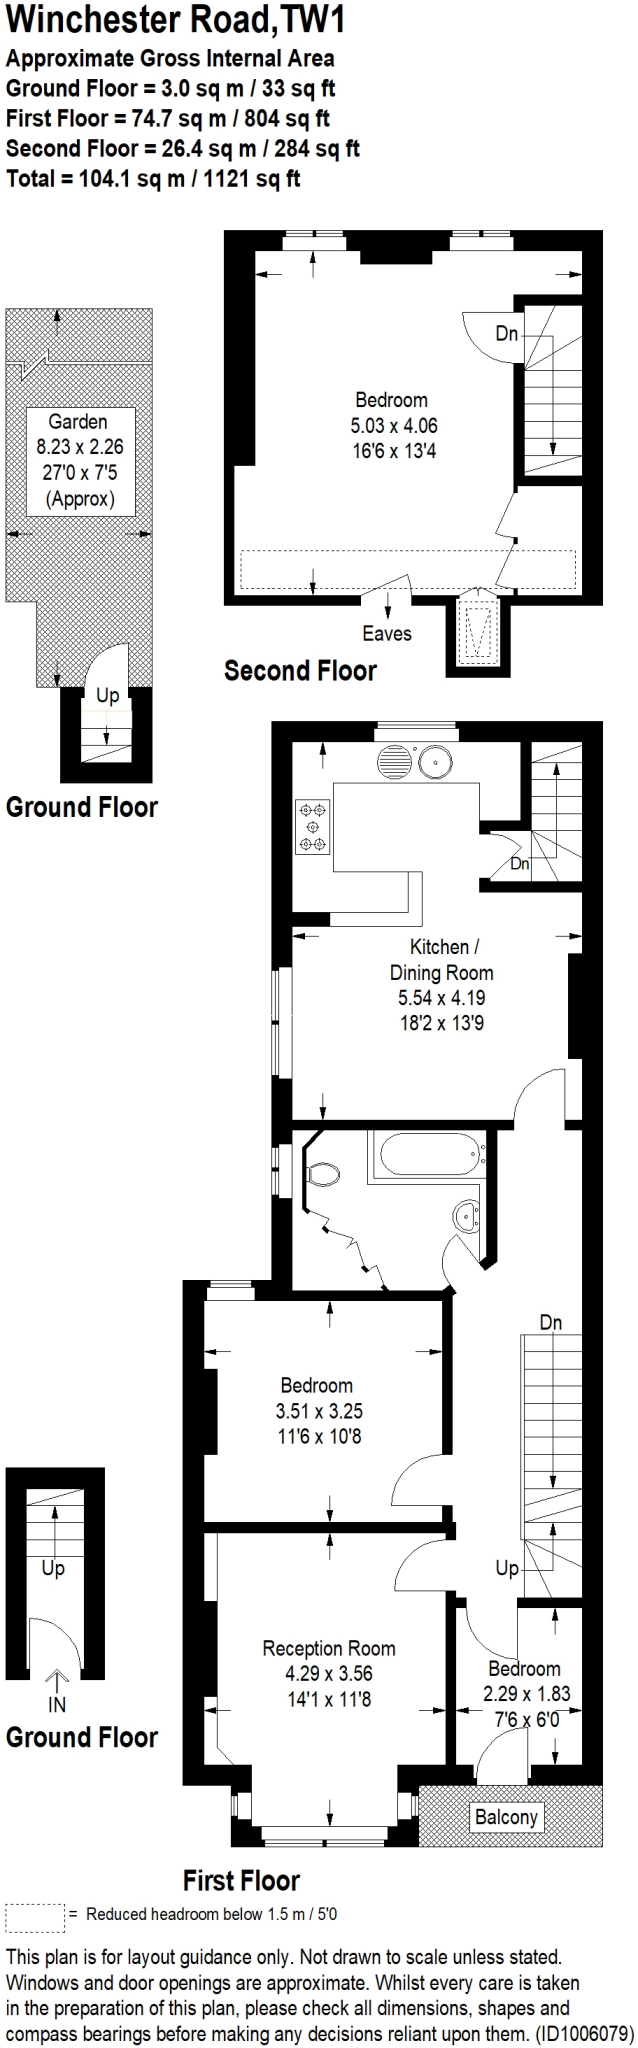 Winchester Road,TW1
Approximate Gross Internal Area
Ground Floor = 3.0 sq m / 33 sq ft
First Floor = 74.7 sq m / 804 sq ft
Second Floor = 26.4 sq m / 284 sq ft
Total = 104.1 sq m / 1121 sq ft
Dn
Bedroom
5.03 x 4.06
16'6 x 13'4
Eaves
Second Floor
Garden
8.23 x 2.26
27'0 x 7'5
(Approx)
Up
Ground Floor
Dn
Kitchen /
Dining Room
5.54 x 4.19
18'2 x 13'9
Dn
Bedroom
3.51 x 3.25
11'6 x 10'8
Up
Up
IN
Ground Floor
Reception Room
4.29 x 3.56
14'1 x 11'8
Bedroom
2.29 x 1.83
7'6 x 6'0
Balcony
First Floor
= Reduced headroom below 1.5 m / 5'0
This plan is for layout guidance only. Not drawn to scale unless stated.
Windows and door openings are approximate. Whilst every care is taken
in the preparation of this plan, please check all dimensions, shapes and
compass bearings before making any decisions reliant upon them. (ID1006079)